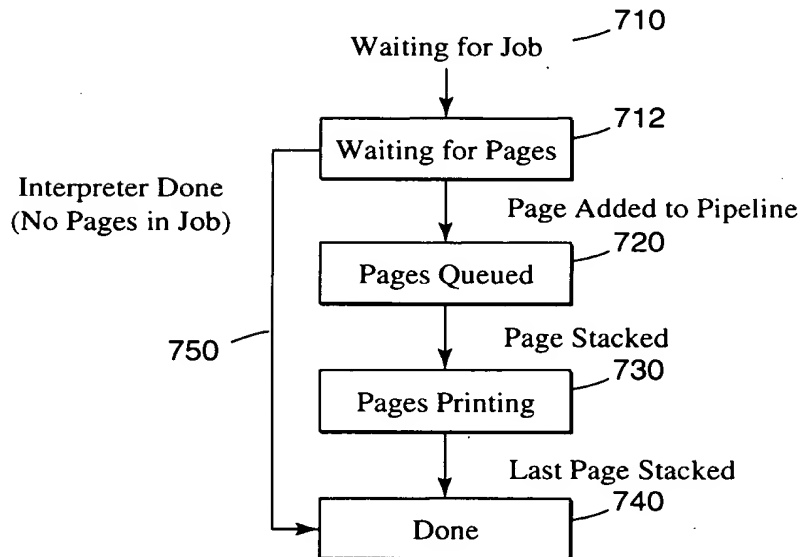 710
Waiting for Job
712
Waiting for Pages
Interpreter Done
(No Pages in Job)
Page Added to Pipeline
720
Pages Queued
750
Page Stacked
730
Pages Printing
Last Page Stacked
740
Done